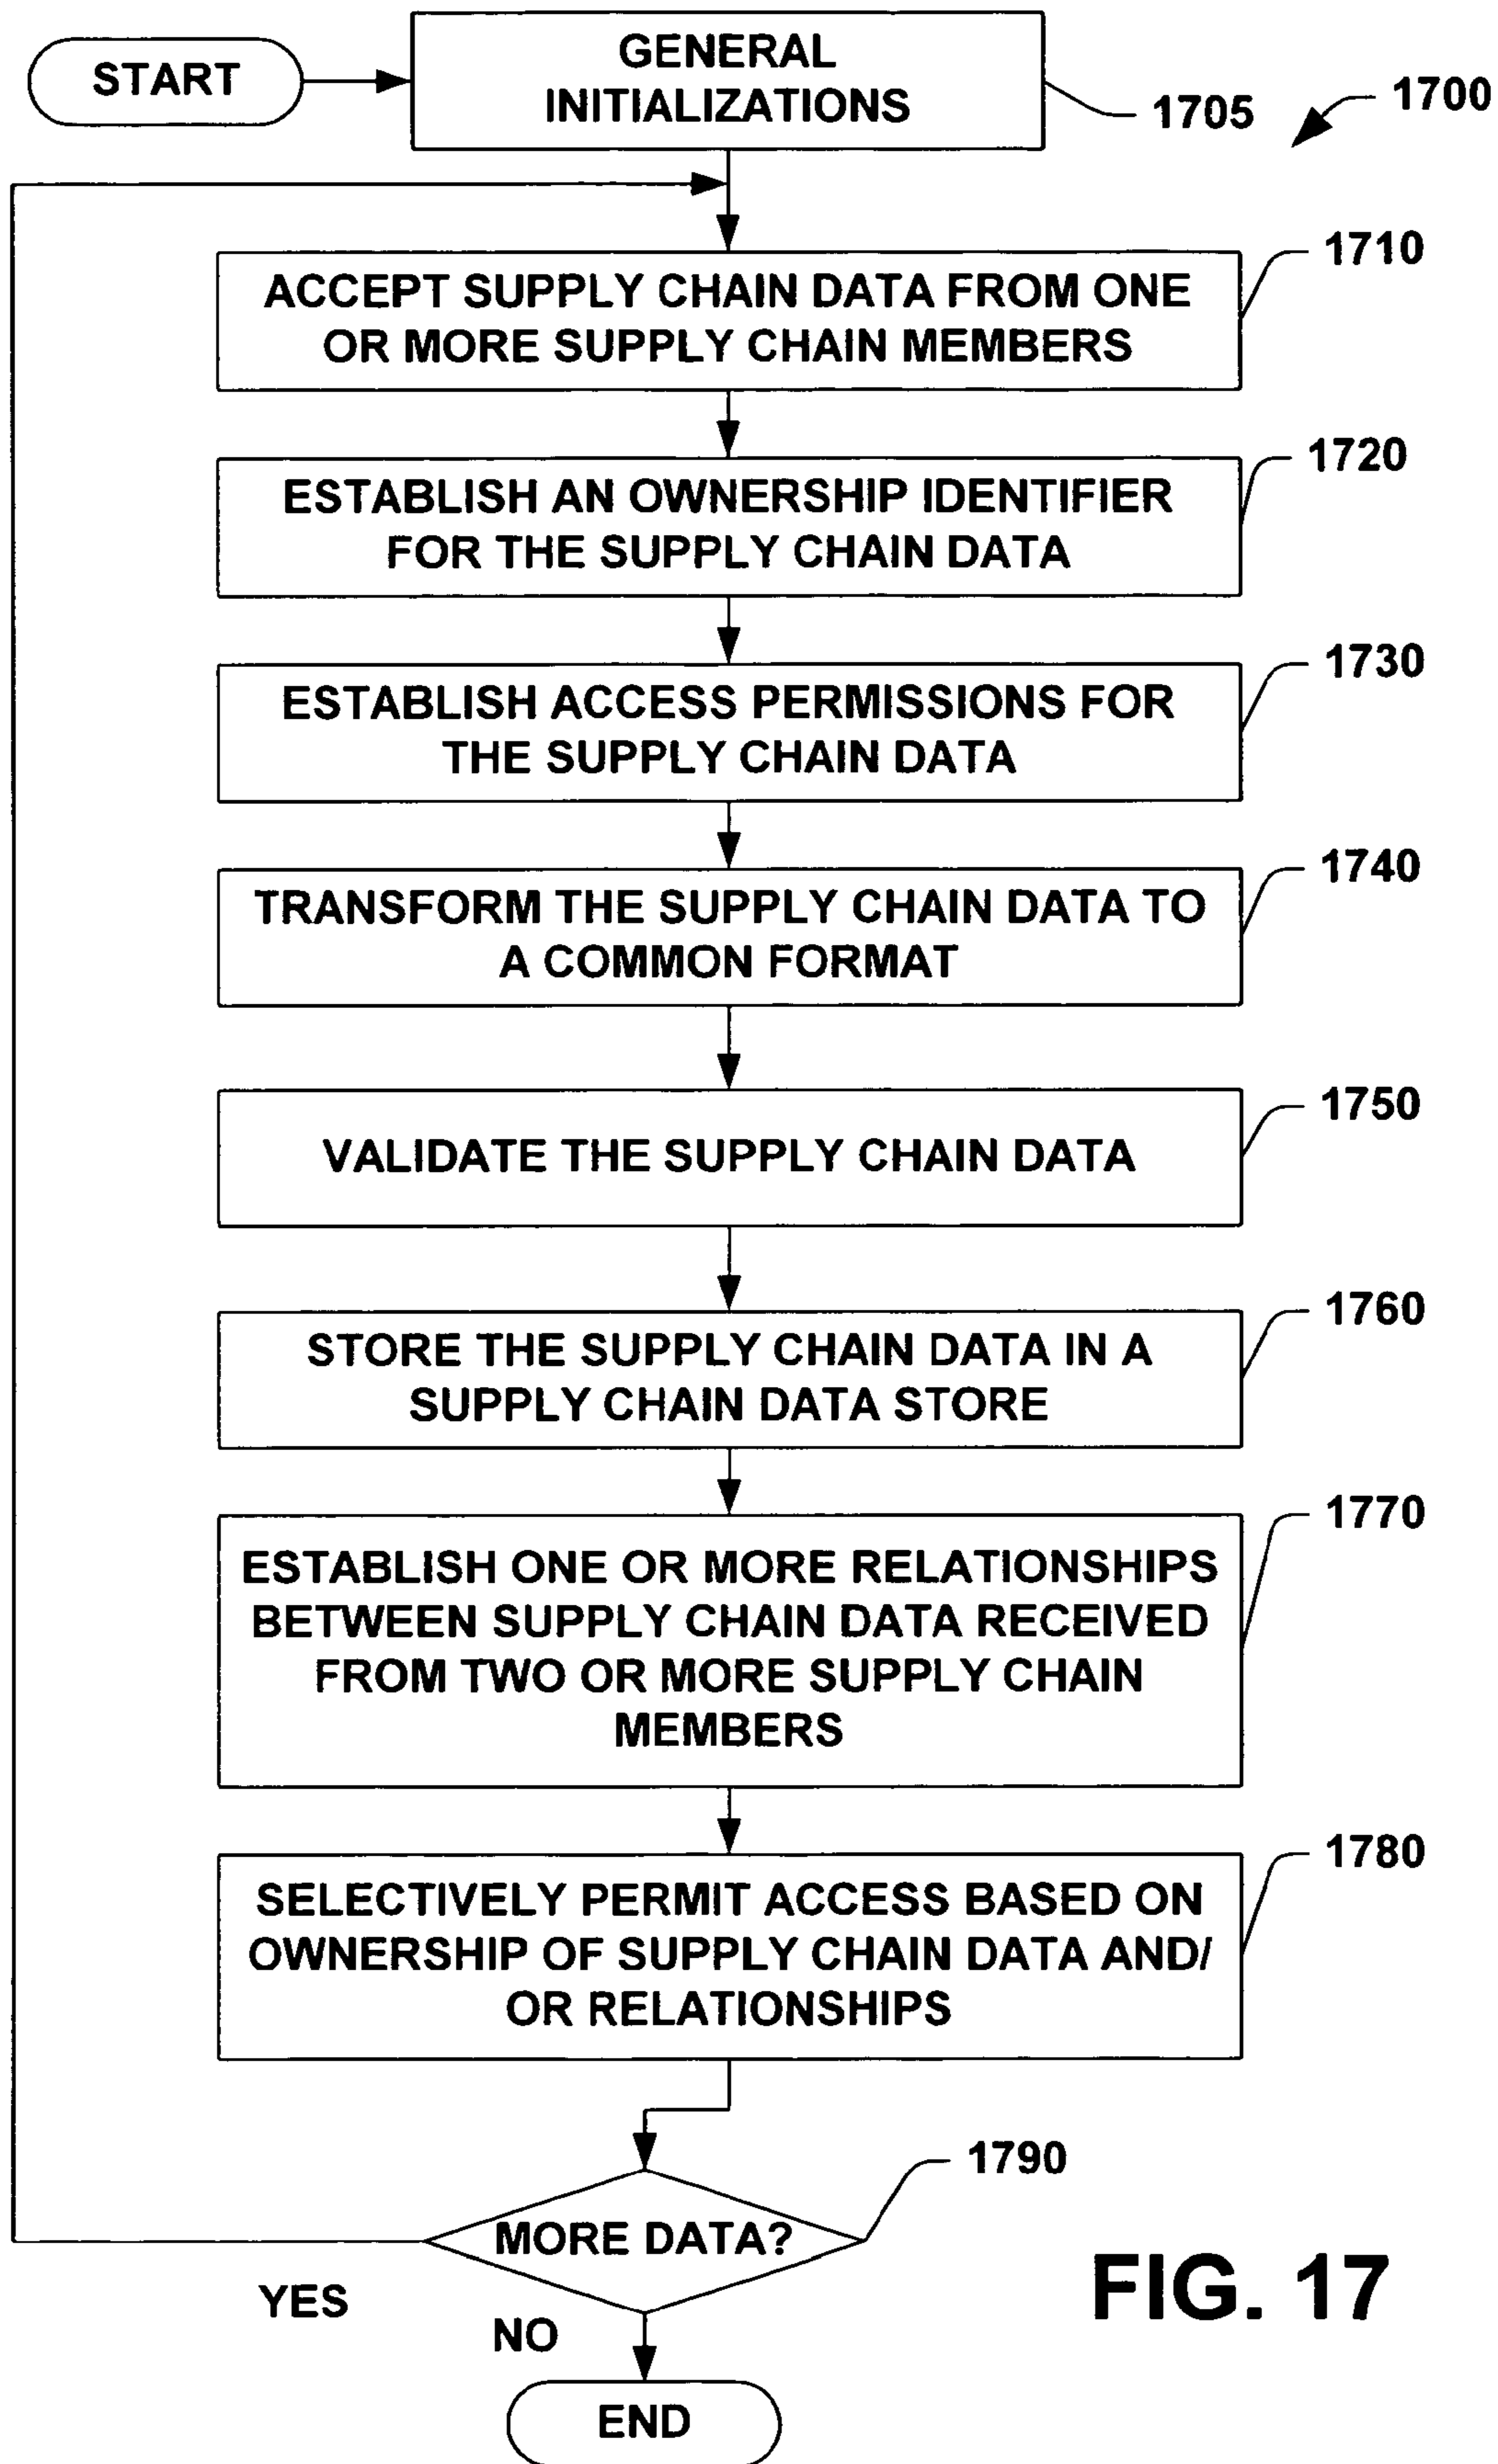 START
GENERAL
INITIALIZATIONS
1705
1700
ACCEPT SUPPLY CHAIN DATA FROM ONE
OR MORE SUPPLY CHAIN MEMBERS
1710
ESTABLISH AN OWNERSHIP IDENTIFIER
FOR THE SUPPLY CHAIN DATA
1720
ESTABLISH ACCESS PERMISSIONS FOR
THE SUPPLY CHAIN DATA
1730
TRANSFORM THE SUPPLY CHAIN DATA TO
A COMMON FORMAT
1740
VALIDATE THE SUPPLY CHAIN DATA
1750
STORE THE SUPPLY CHAIN DATA IN A
SUPPLY CHAIN DATA STORE
1760
ESTABLISH ONE OR MORE RELATIONSHIPS
BETWEEN SUPPLY CHAIN DATA RECEIVED
FROM TWO OR MORE SUPPLY CHAIN
MEMBERS
1770
SELECTIVELY PERMIT ACCESS BASED ON
OWNERSHIP OF SUPPLY CHAIN DATA AND/
OR RELATIONSHIPS
1780
MORE DATA?
1790
YES
NO
END
FIG. 17